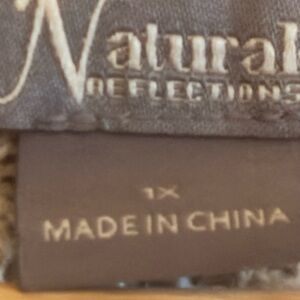 Natural
REFLECTIONS
1X
MADE IN CHINA